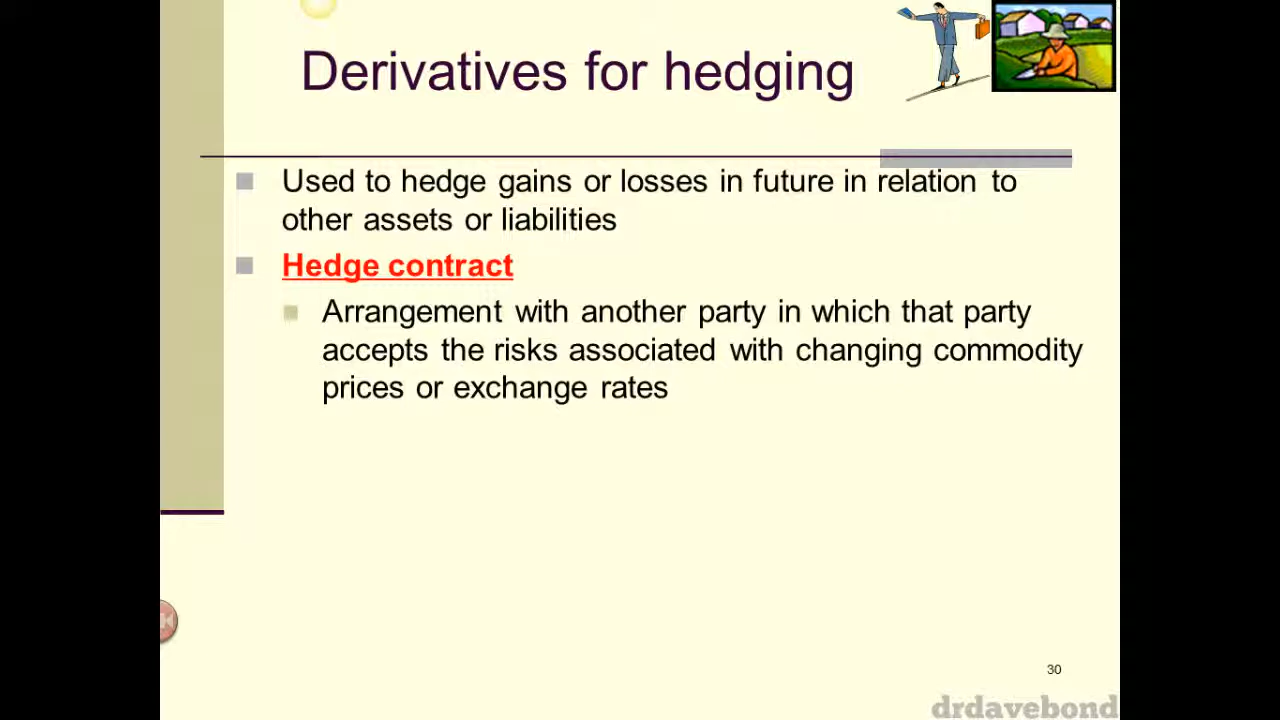 Derivatives for hedging
Used to hedge gains or losses in future in relation to
other assets or liabilities
Hedge contract
Arrangement with another party in which that party
accepts the risks associated with changing commodity
prices or exchange rates
30
drdavebond